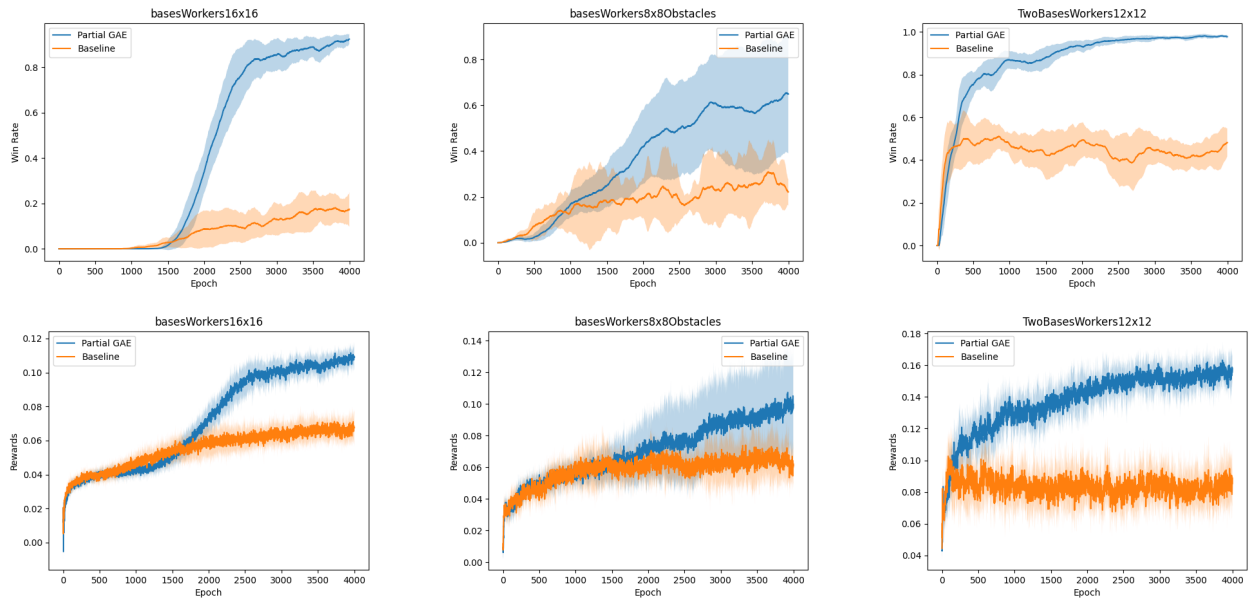 basesWorkers16x16
Partial GAE
Baseline
Win Rate
0.8
0.6
0.4
0.2
0.0
0 500 1000 1500 2000 2500 3000 3500 4000
Epoch
basesWorkers8x8Obstacles
Partial GAE
Baseline
Win Rate
0.8
0.6
0.4
0.2
0.0
0 500 1000 1500 2000 2500 3000 3500 4000
Epoch
TwoBasesWorkers12x12
Partial GAE
Baseline
Win Rate
1.0
0.8
0.6
0.4
0.2
0.0
0 500 1000 1500 2000 2500 3000 3500 4000
Epoch
basesWorkers16x16
Partial GAE
Baseline
Rewards
0.12
0.10
0.08
0.06
0.04
0.02
0.00
0 500 1000 1500 2000 2500 3000 3500 4000
Epoch
basesWorkers8x8Obstacles
Partial GAE
Baseline
Rewards
0.14
0.12
0.10
0.08
0.06
0.04
0.02
0.00
0 500 1000 1500 2000 2500 3000 3500 4000
Epoch
TwoBasesWorkers12x12
Partial GAE
Baseline
Rewards
0.18
0.16
0.14
0.12
0.10
0.08
0.06
0.04
0 500 1000 1500 2000 2500 3000 3500 4000
Epoch